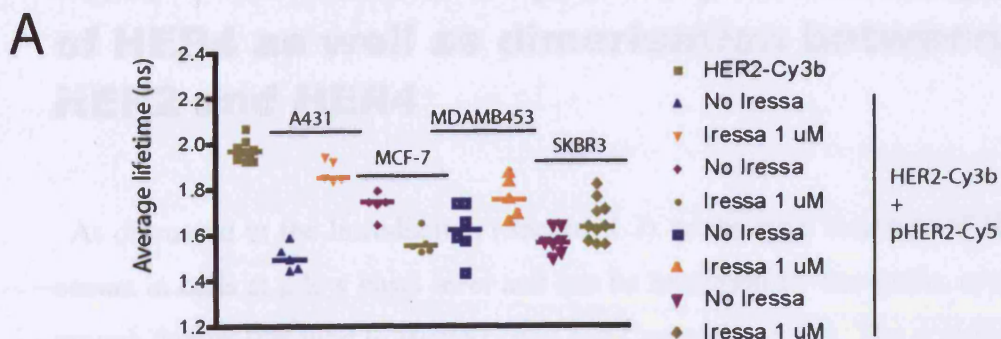 A
of HER4 as well as dimerisation between
HER2 and HER4
Average lifetime (ns)
2.4
2.2
2.0
1.8
1.6
1.4
1.2
A431
MCF-7
MDAMB453
SKBR3
HER2-Cy3b
No Iressa
Iressa 1 uM
No Iressa
Iressa 1 uM
No Iressa
Iressa 1 uM
No Iressa
Iressa 1 uM
HER2-Cy3b
+
pHER2-Cy5